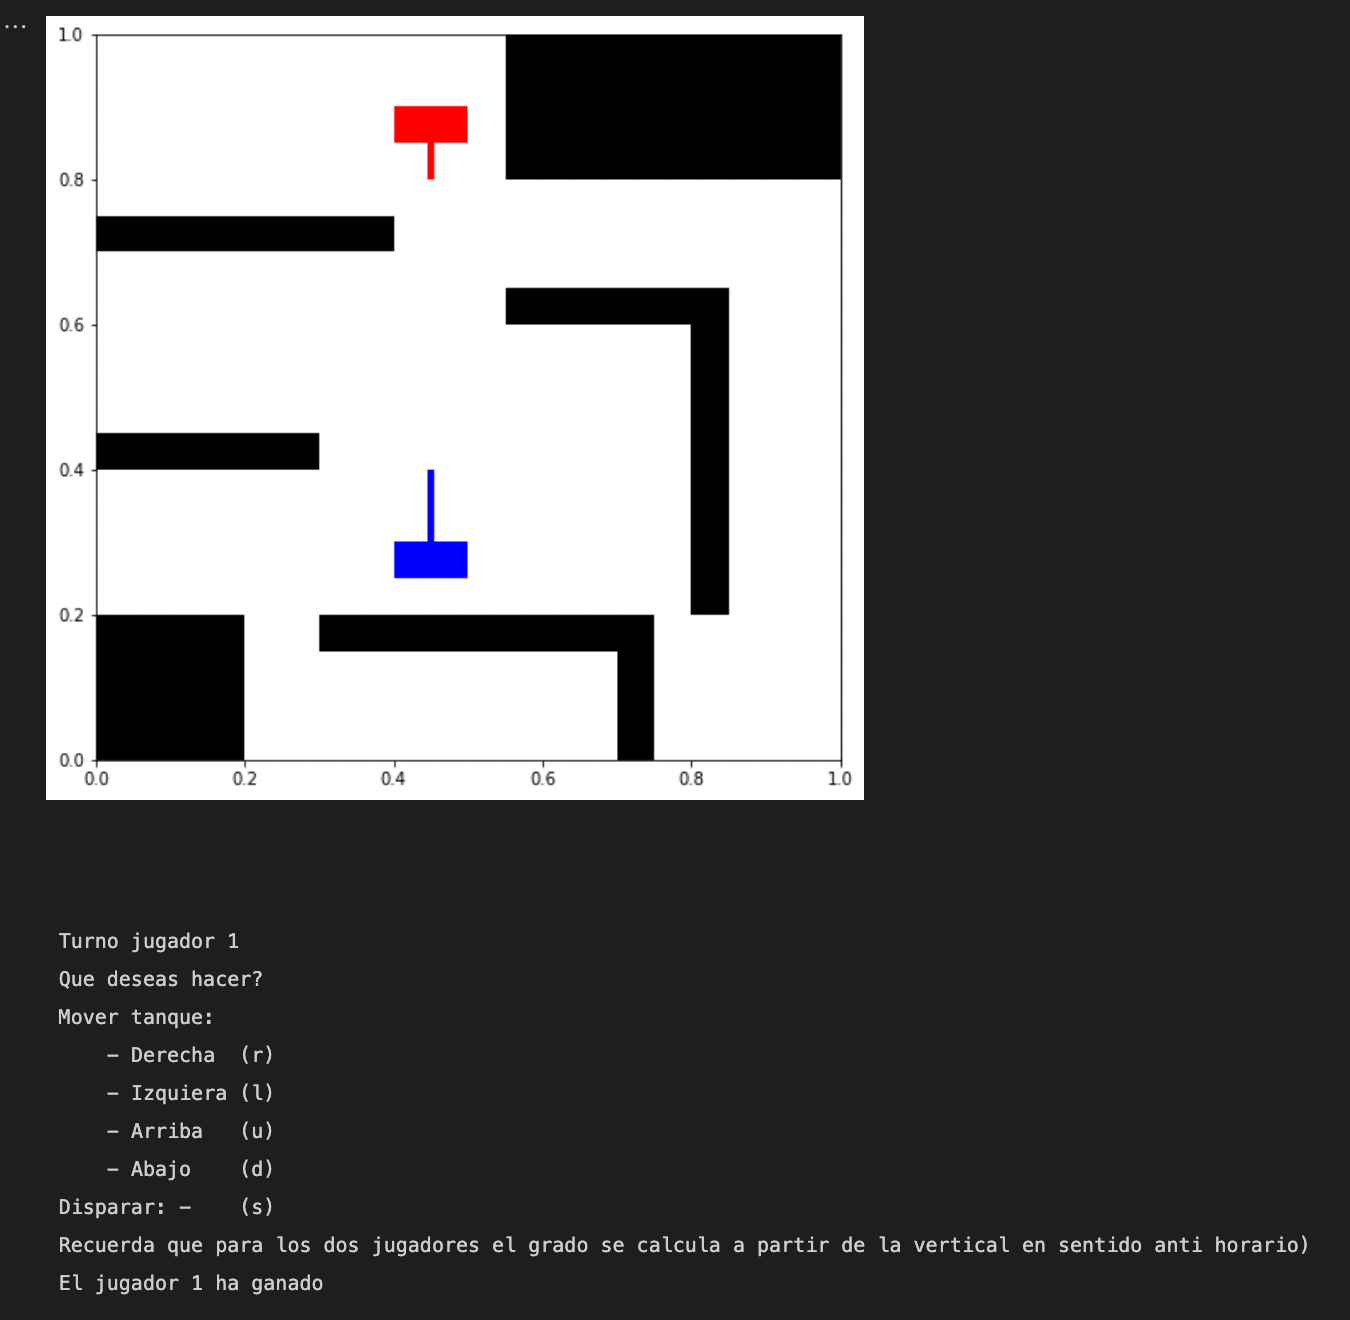 ...
1.0
0.8
0.6
0.4
0.2
0.0
0.0 0.2 0.4 0.6 0.8 1.0
Turno jugador 1
Que deseas hacer?
Mover tanque:
    - Derecha  (r)
    - Izquiera (l)
    - Arriba   (u)
    - Abajo    (d)
Disparar: -    (s)
Recuerda que para los dos jugadores el grado se calcula a partir de la vertical en sentido anti horario)
El jugador 1 ha ganado